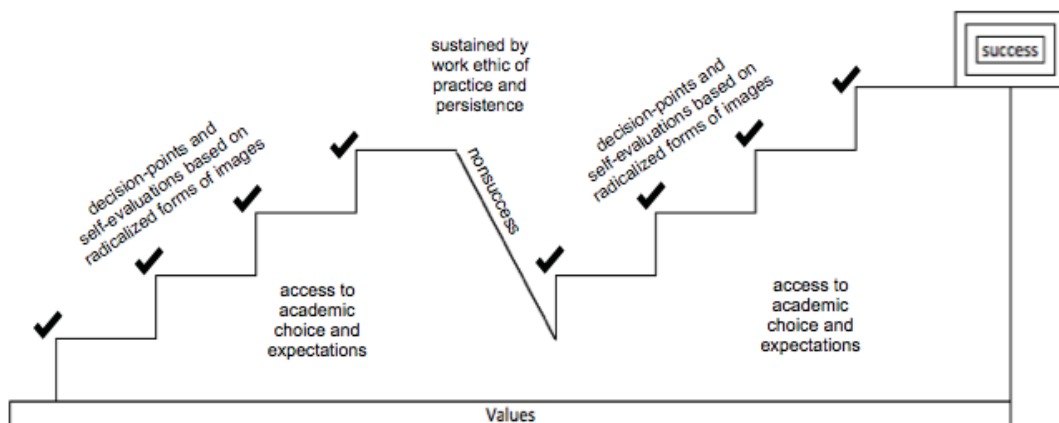 sustained by
work ethic of
practice and
persistence
success
decision-points and
self-evaluations based on
radicalized forms of images
nonsuccess
decision-points and
self-evaluations based on
radicalized forms of images
access to
academic
choice and
expectations
access to
academic
choice and
expectations
Values